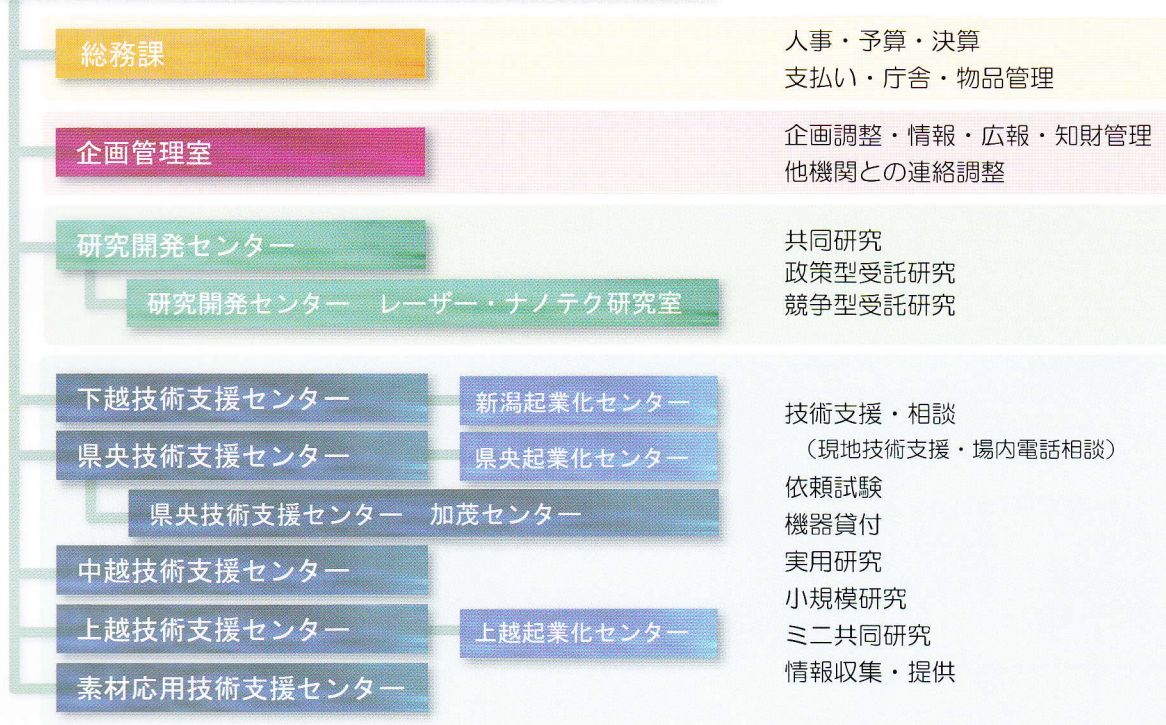 総務課
人事・予算・決算
支払い・庁舎・物品管理
企画管理室
企画調整・情報・広報・知財管理
他機関との連絡調整
研究開発センター
研究開発センター　レーザー・ナノテク研究室
共同研究
政策型受託研究
競争型受託研究
下越技術支援センター
新潟起業化センター
県央技術支援センター
県央起業化センター
県央技術支援センター　加茂センター
中越技術支援センター
上越技術支援センター
上越起業化センター
素材応用技術支援センター
技術支援・相談
（現地技術支援・場内電話相談）
依頼試験
機器貸付
実用研究
小規模研究
ミニ共同研究
情報収集・提供